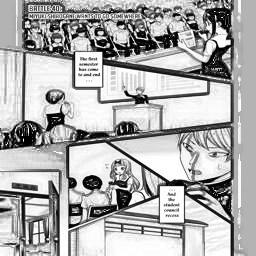 BATTLE 40:
MIYUKI SHIROGANE WANTS TO GO SOMEWHERE
The first
semester
has come
to and end
...
And
the
student
council
recess